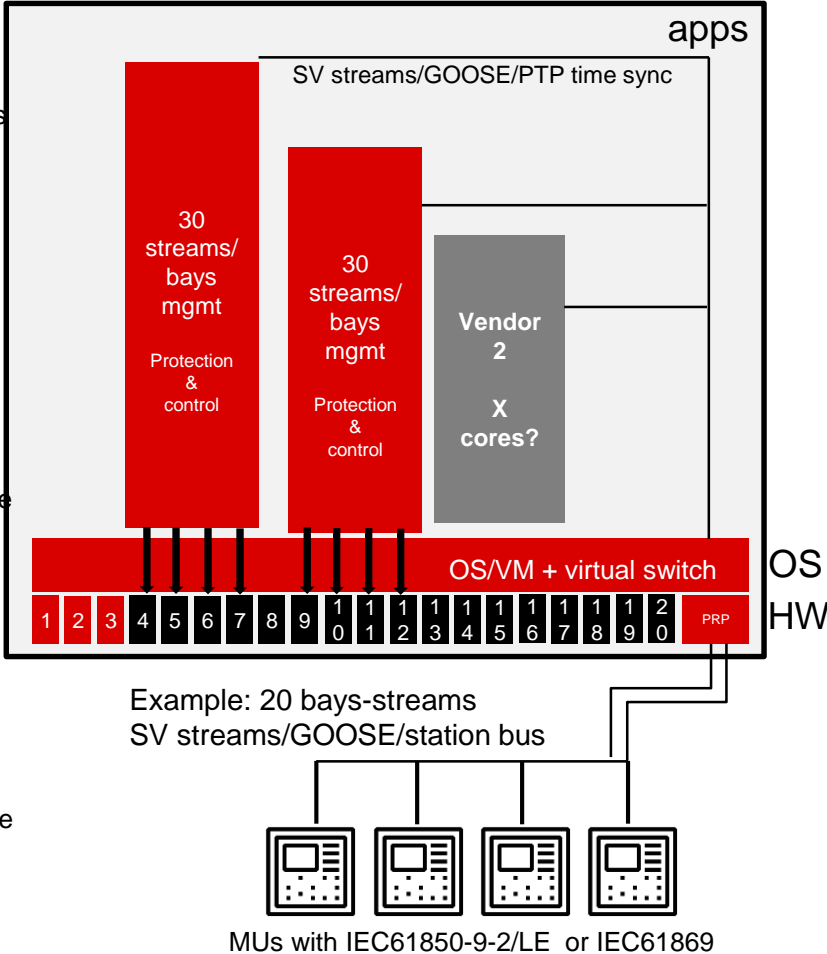 apps
SV streams/GOOSE/PTP time sync
s
30
streams/
bays
mgmt
Protection
&
control
30
streams/
bays
mgmt
Protection
&
control
Vendor
2
X
cores?
e
OS/VM + virtual switch
OS
1 2 3 4 5 6 7 8 9 10 11 12 13 14 15 16 17 18 19 20 PRP
HW
Example: 20 bays-streams
SV streams/GOOSE/station bus
e
MUs with IEC61850-9-2/LE or IEC61869